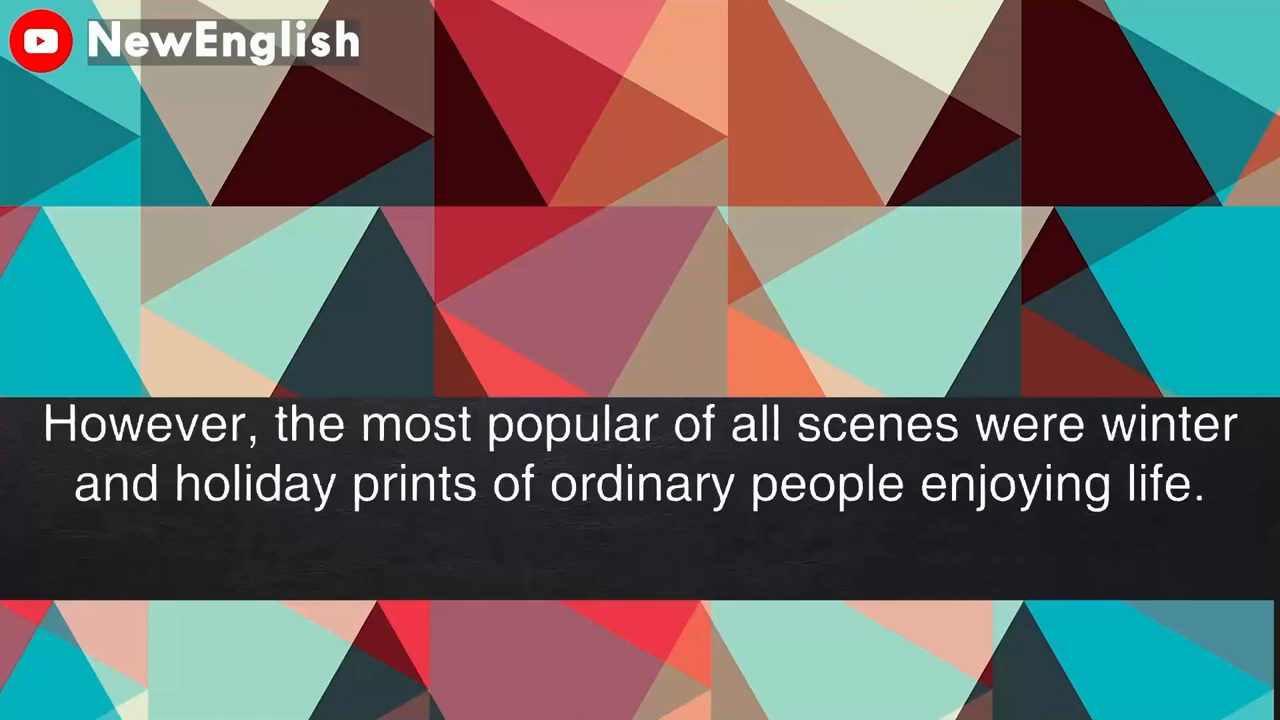 NewEnglish
However, the most popular of all scenes were winter
and holiday prints of ordinary people enjoying life.